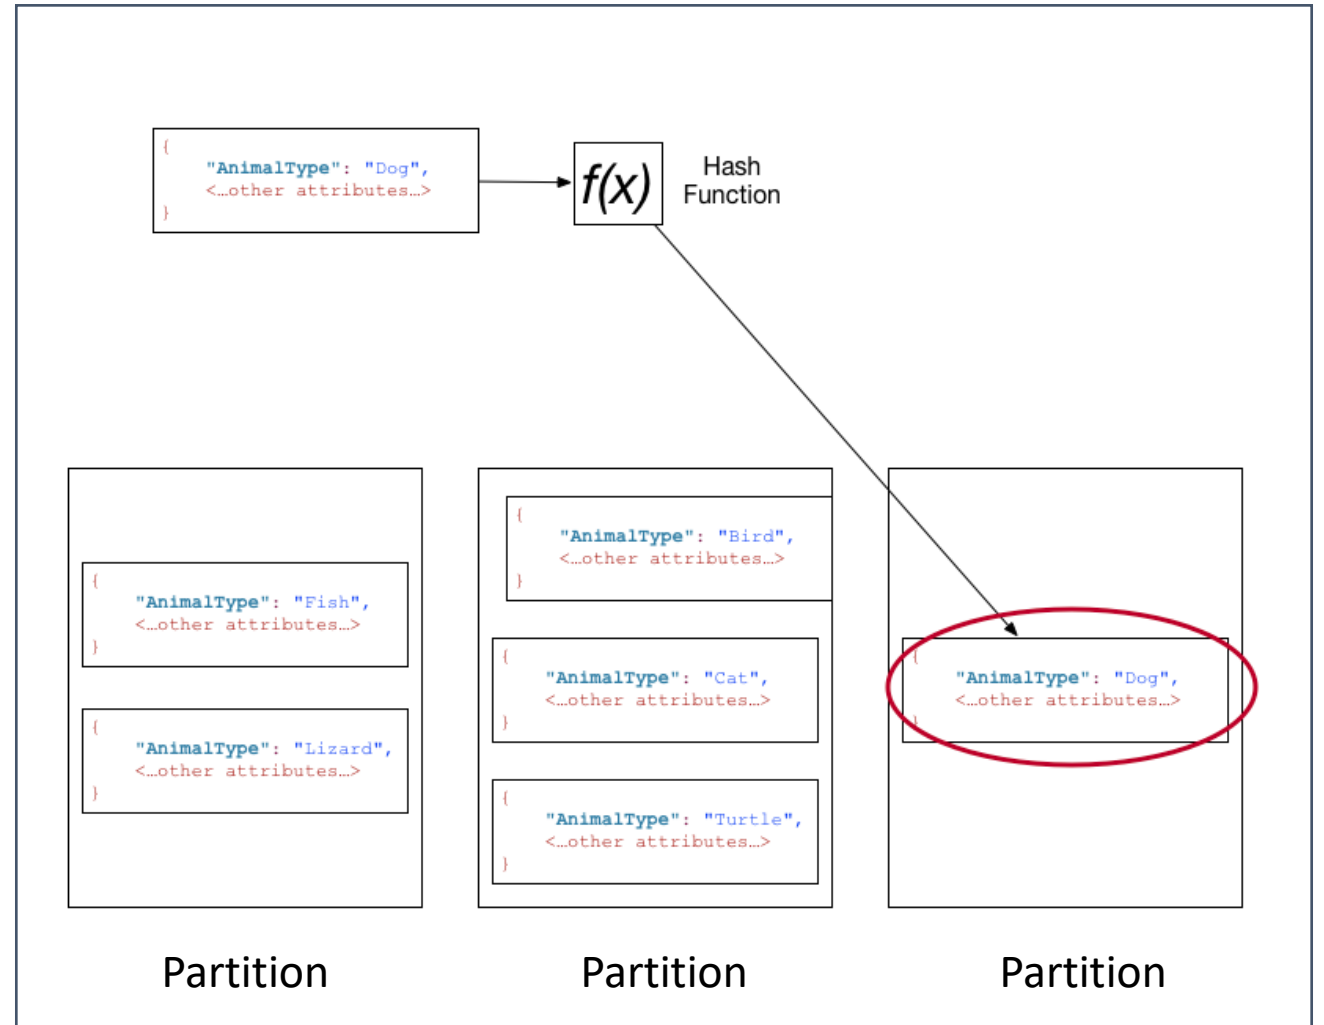 {
"AnimalType": "Dog",
<…other attributes…>
}
f(x)
Hash
Function
{
"AnimalType": "Fish",
<…other attributes…>
}
{
"AnimalType": "Lizard",
<…other attributes…>
}
{
"AnimalType": "Bird",
<…other attributes…>
}
{
"AnimalType": "Cat",
<…other attributes…>
}
{
"AnimalType": "Turtle",
<…other attributes…>
}
{
"AnimalType": "Dog",
<…other attributes…>
}
Partition
Partition
Partition